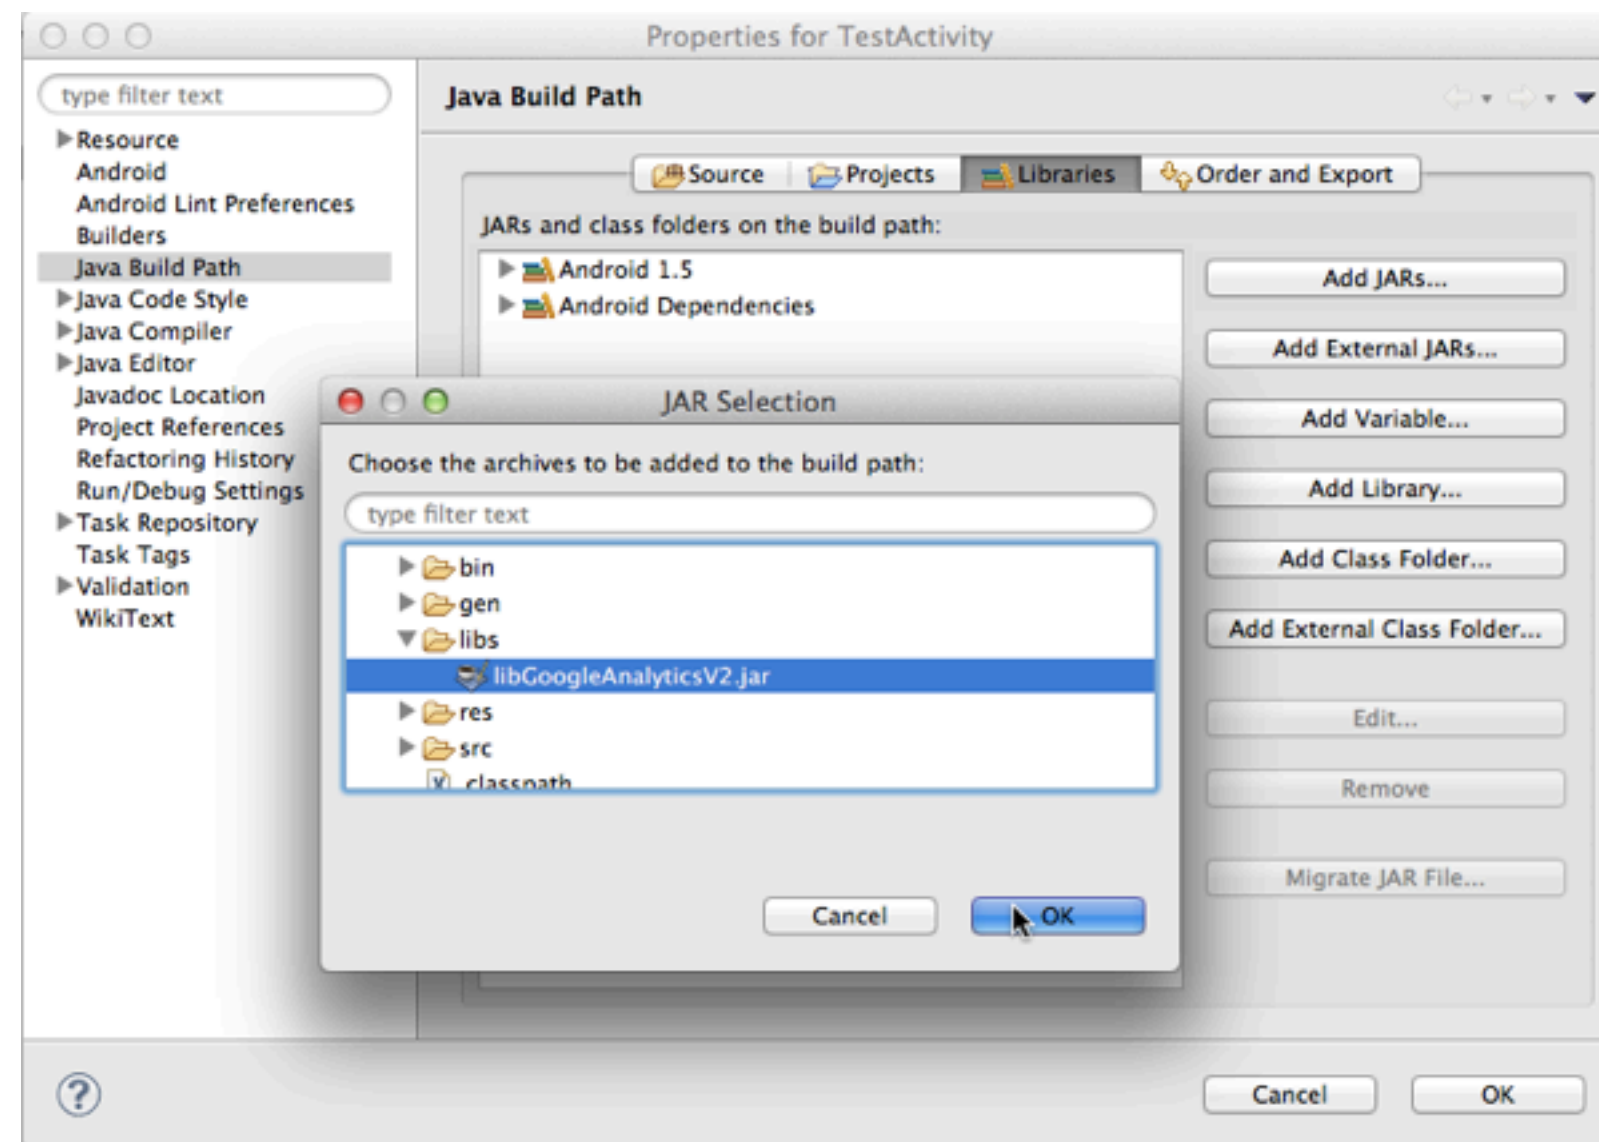 Properties for TestActivity
type filter text
Resource
Android
Android Lint Preferences
Builders
Java Build Path
Java Code Style
Java Compiler
Java Editor
Javadoc Location
Project References
Refactoring History
Run/Debug Settings
Task Repository
Task Tags
Validation
WikiText
Java Build Path
Source Projects Libraries Order and Export
JARs and class folders on the build path:
Android 1.5
Android Dependencies
Add JARs...
Add External JARs...
Add Variable...
Add Library...
Add Class Folder...
Add External Class Folder...
Edit...
Remove
Migrate JAR File...
JAR Selection
Choose the archives to be added to the build path:
type filter text
bin
gen
libs
libGoogleAnalyticsV2.jar
res
src
.classpath
Cancel OK
Cancel OK